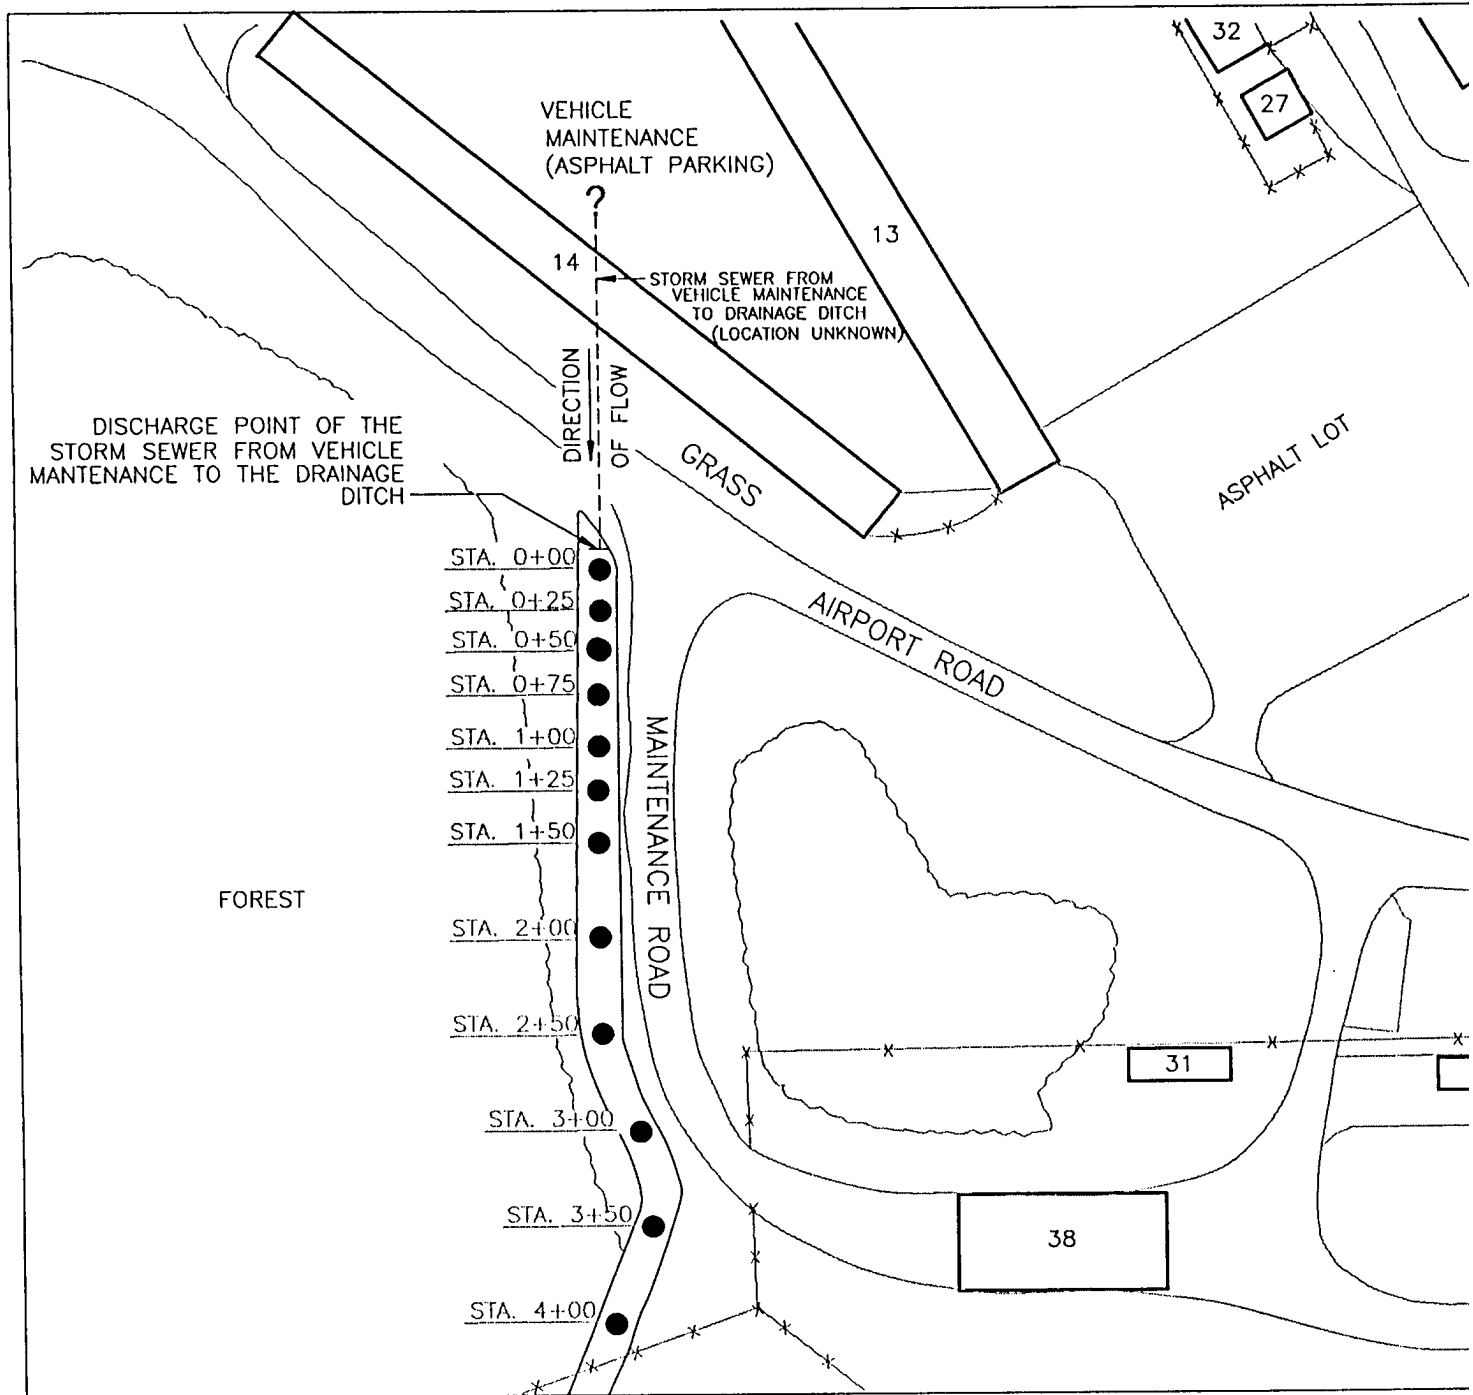 32
27
VEHICLE
MAINTENANCE
(ASPHALT PARKING)
?
13
14
STORM SEWER FROM
VEHICLE MAINTENANCE
TO DRAINAGE DITCH
(LOCATION UNKNOWN)
DIRECTION
OF FLOW
DISCHARGE POINT OF THE
STORM SEWER FROM VEHICLE
MANTENANCE TO THE DRAINAGE
DITCH
GRASS
ASPHALT LOT
STA. 0+00
STA. 0+25
STA. 0+50
STA. 0+75
STA. 1+00
STA. 1+25
STA. 1+50
STA. 2+00
STA. 2+50
STA. 3+00
STA. 3+50
STA. 4+00
AIRPORT ROAD
MAINTENANCE ROAD
FOREST
31
38